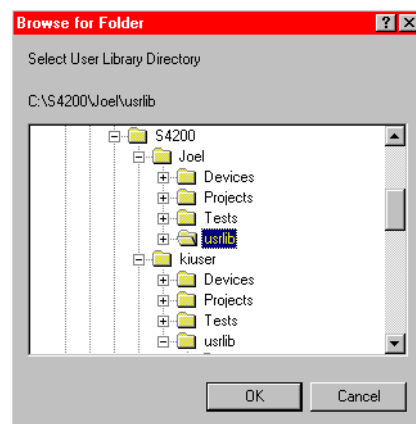 Browse for Folder
Select User Library Directory
C:\S4200\Joel\usrlib
S4200
Joel
Devices
Projects
Tests
usrlib
kiuser
Devices
Projects
Tests
usrlib
OK Cancel